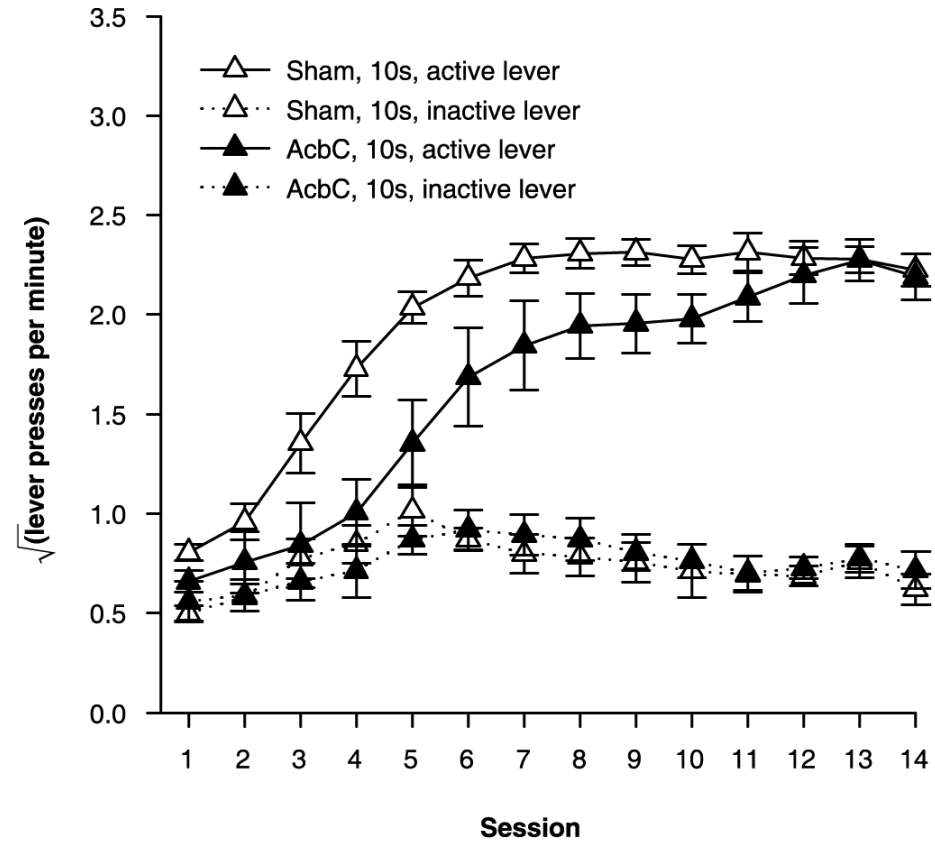 3.5
3.0
2.5
2.0
1.5
1.0
0.5
0.0
√(lever presses per minute)
Sham, 10s, active lever
Sham, 10s, inactive lever
AcbC, 10s, active lever
AcbC, 10s, inactive lever
1 2 3 4 5 6 7 8 9 10 11 12 13 14
Session